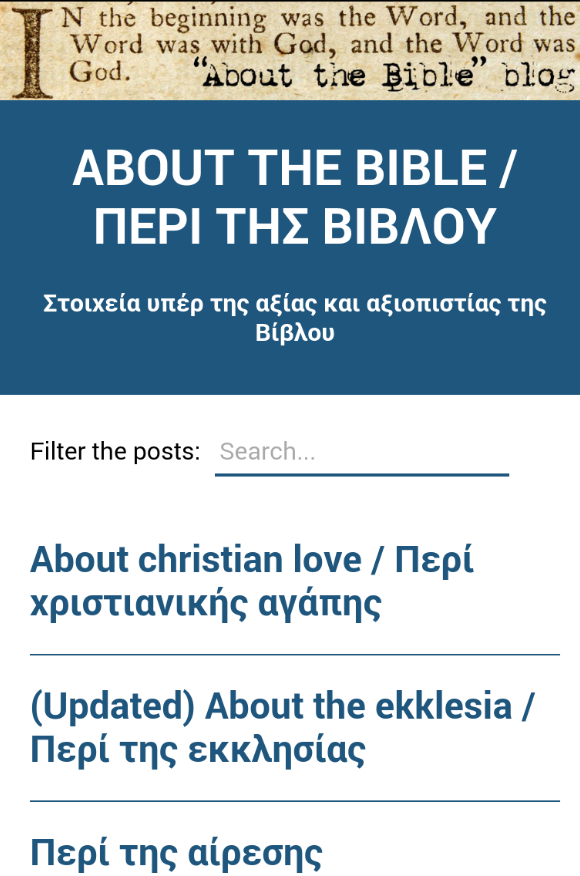 IN the beginning was the Word, and the
Word was with God, and the Word was
God.
“About the Bible” blog
ABOUT THE BIBLE /
ΠΕΡΙ ΤΗΣ ΒΙΒΛΟΥ
Στοιχεία υπέρ της αξίας και αξιοπιστίας της
Βίβλου
Filter the posts: Search...
About christian love / Περί
χριστιανικής αγάπης
(Updated) About the ekklesia /
Περί της εκκλησίας
Περί της αίρεσης